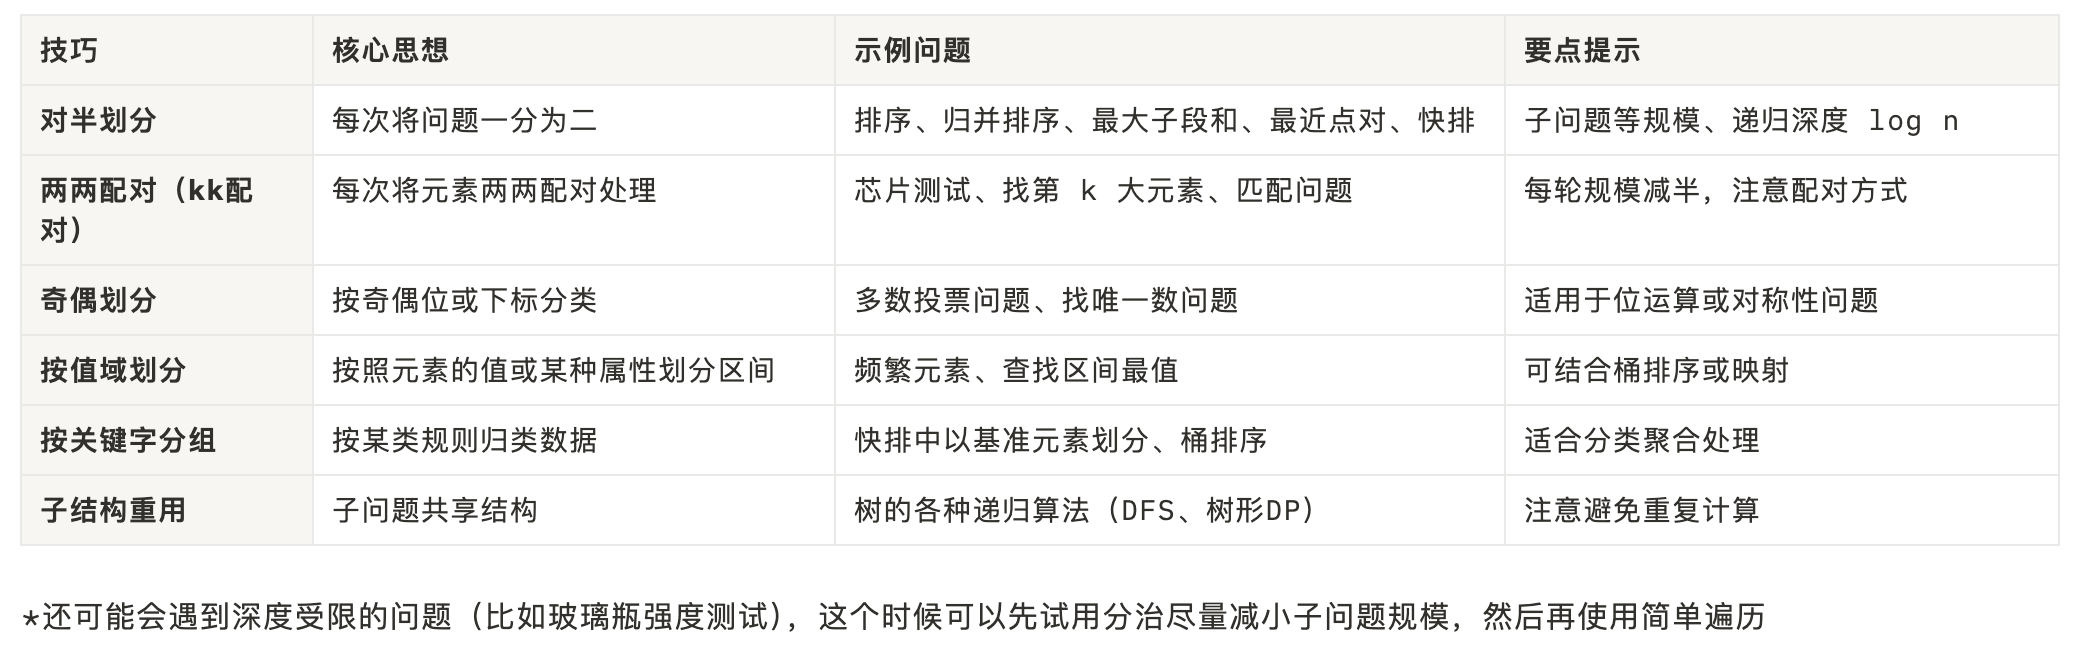 技巧 核心思想 示例问题 要点提示
对半划分 每次将问题一分为二 排序、归并排序、最大子段和、最近点对、快排 子问题等规模、递归深度 log n
两两配对（kk配 每次将元素两两配对处理 芯片测试、找第 k 大元素、匹配问题 每轮规模减半，注意配对方式
对）
奇偶划分 按奇偶位或下标分类 多数投票问题、找唯一数问题 适用于位运算或对称性问题
按值域划分 按照元素的值或某种属性划分区间 频繁元素、查找区间最值 可结合桶排序或映射
按关键字分组 按某类规则归类数据 快排中以基准元素划分、桶排序 适合分类聚合处理
子结构重用 子问题共享结构 树的各种递归算法（DFS、树形DP） 注意避免重复计算
*还可能会遇到深度受限的问题（比如玻璃瓶强度测试），这个时候可以先试用分治尽量减小子问题规模，然后再使用简单遍历